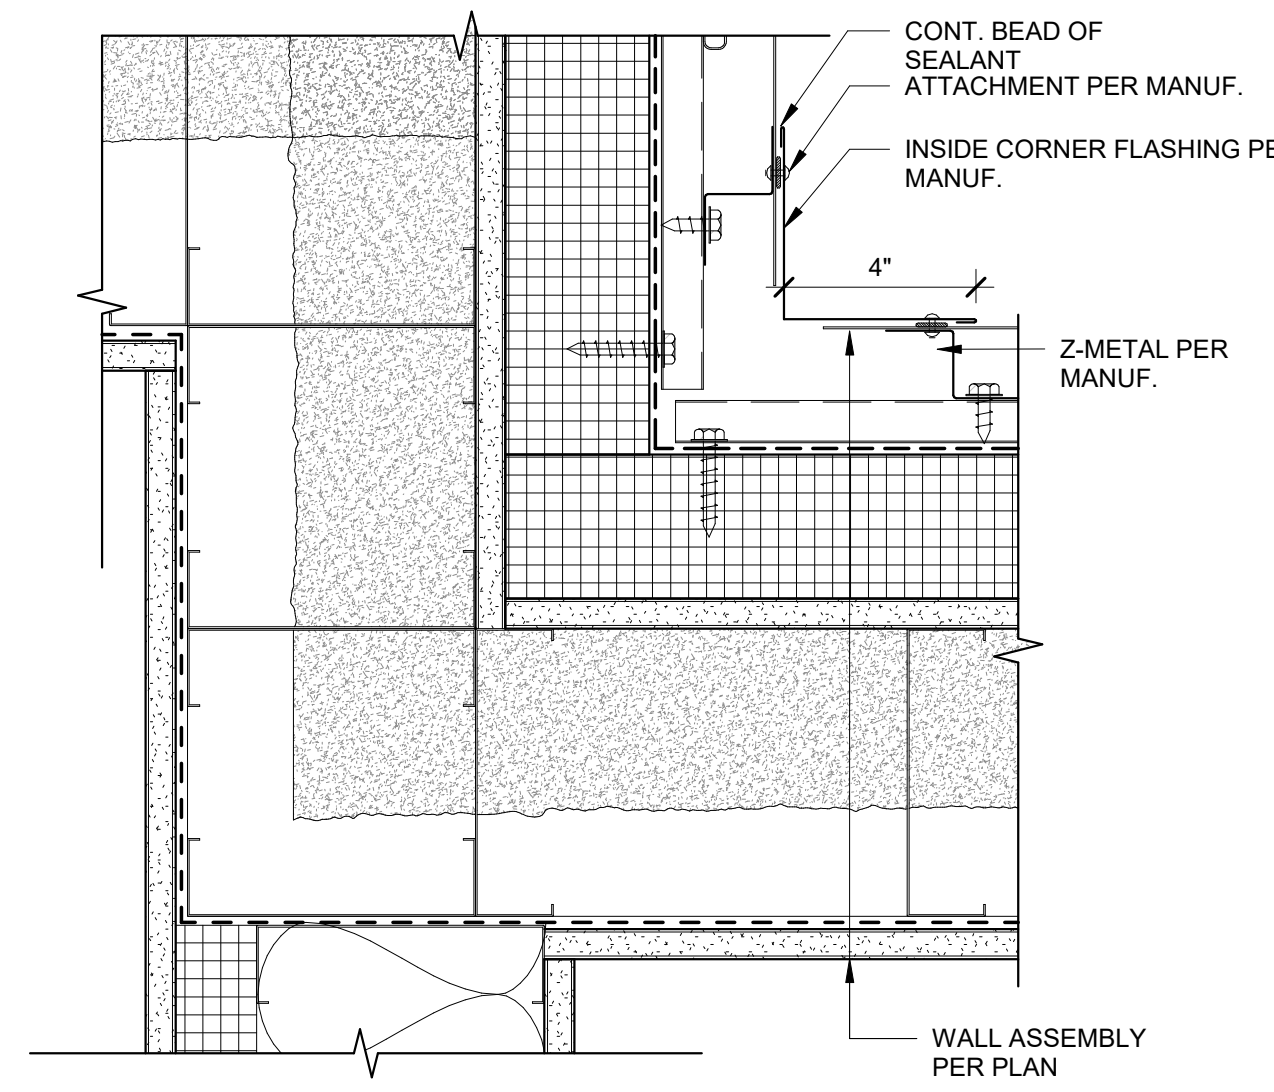 CONT. BEAD OF
SEALANT
ATTACHMENT PER MANUF.
INSIDE CORNER FLASHING PE
MANUF.
4"
Z-METAL PER
MANUF.
WALL ASSEMBLY
PER PLAN